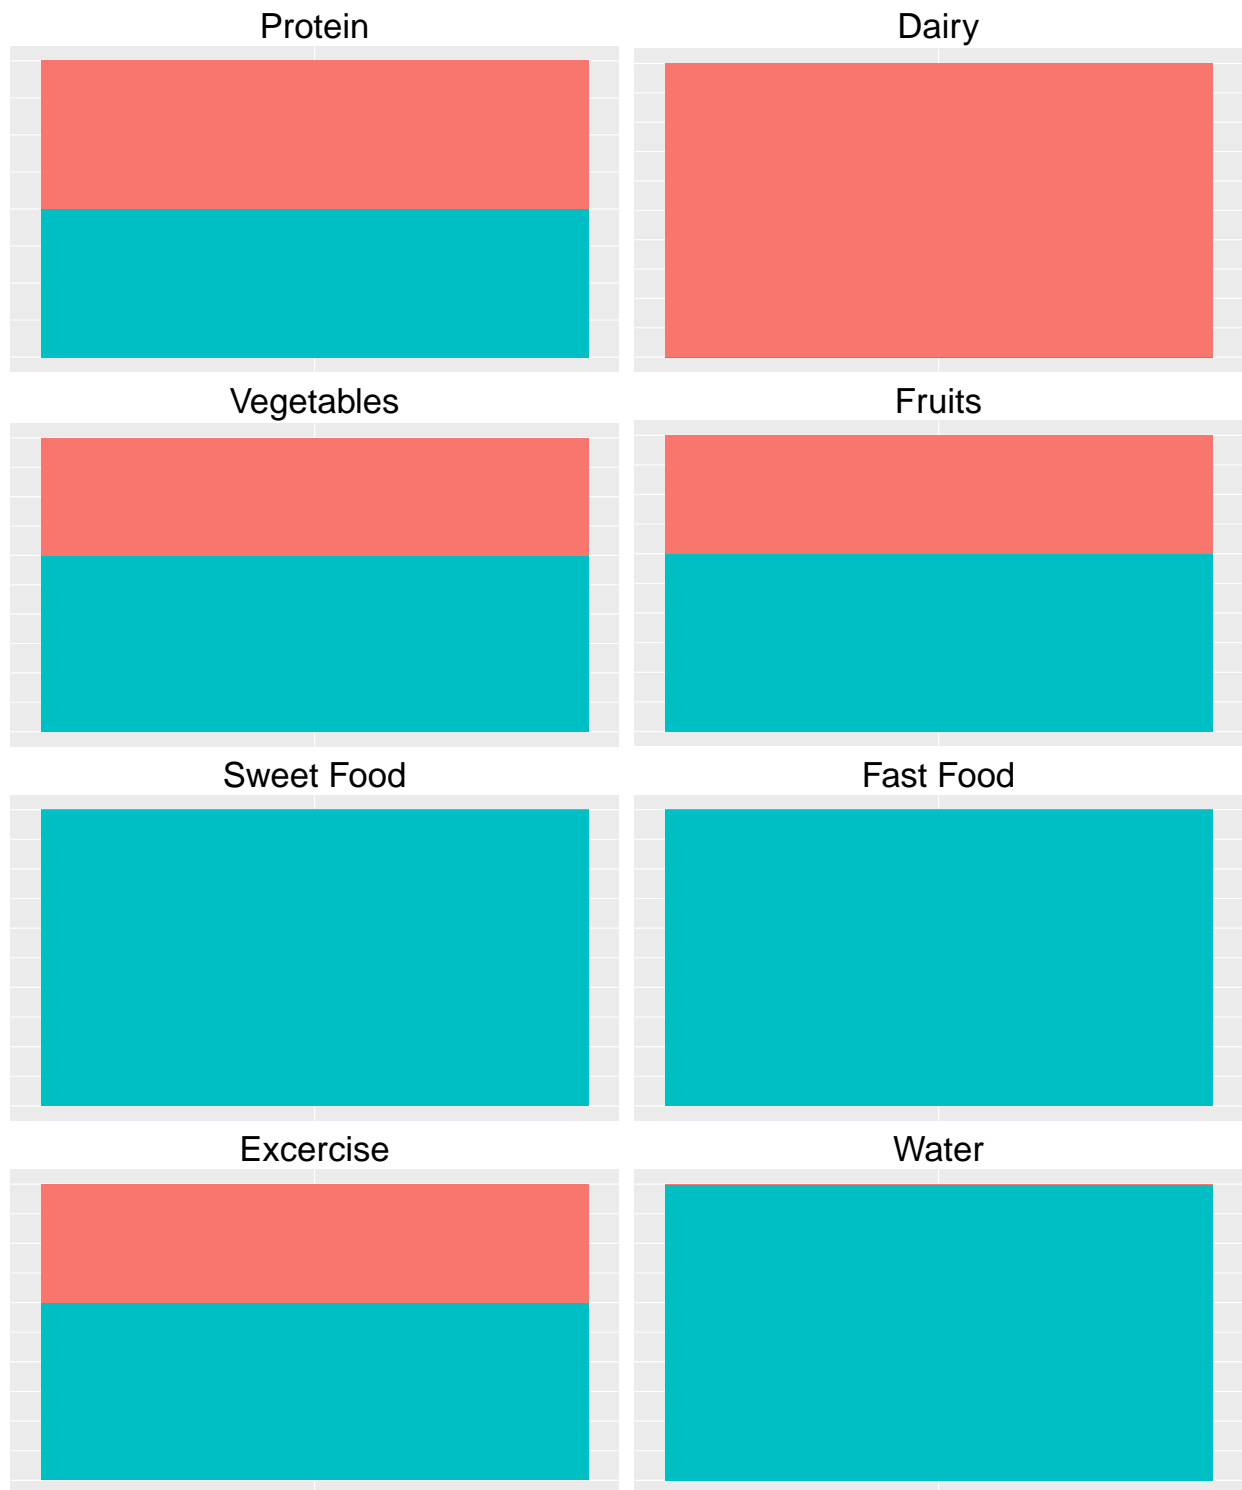 Protein
Dairy
Vegetables
Fruits
Sweet Food
Fast Food
Excercise
Water